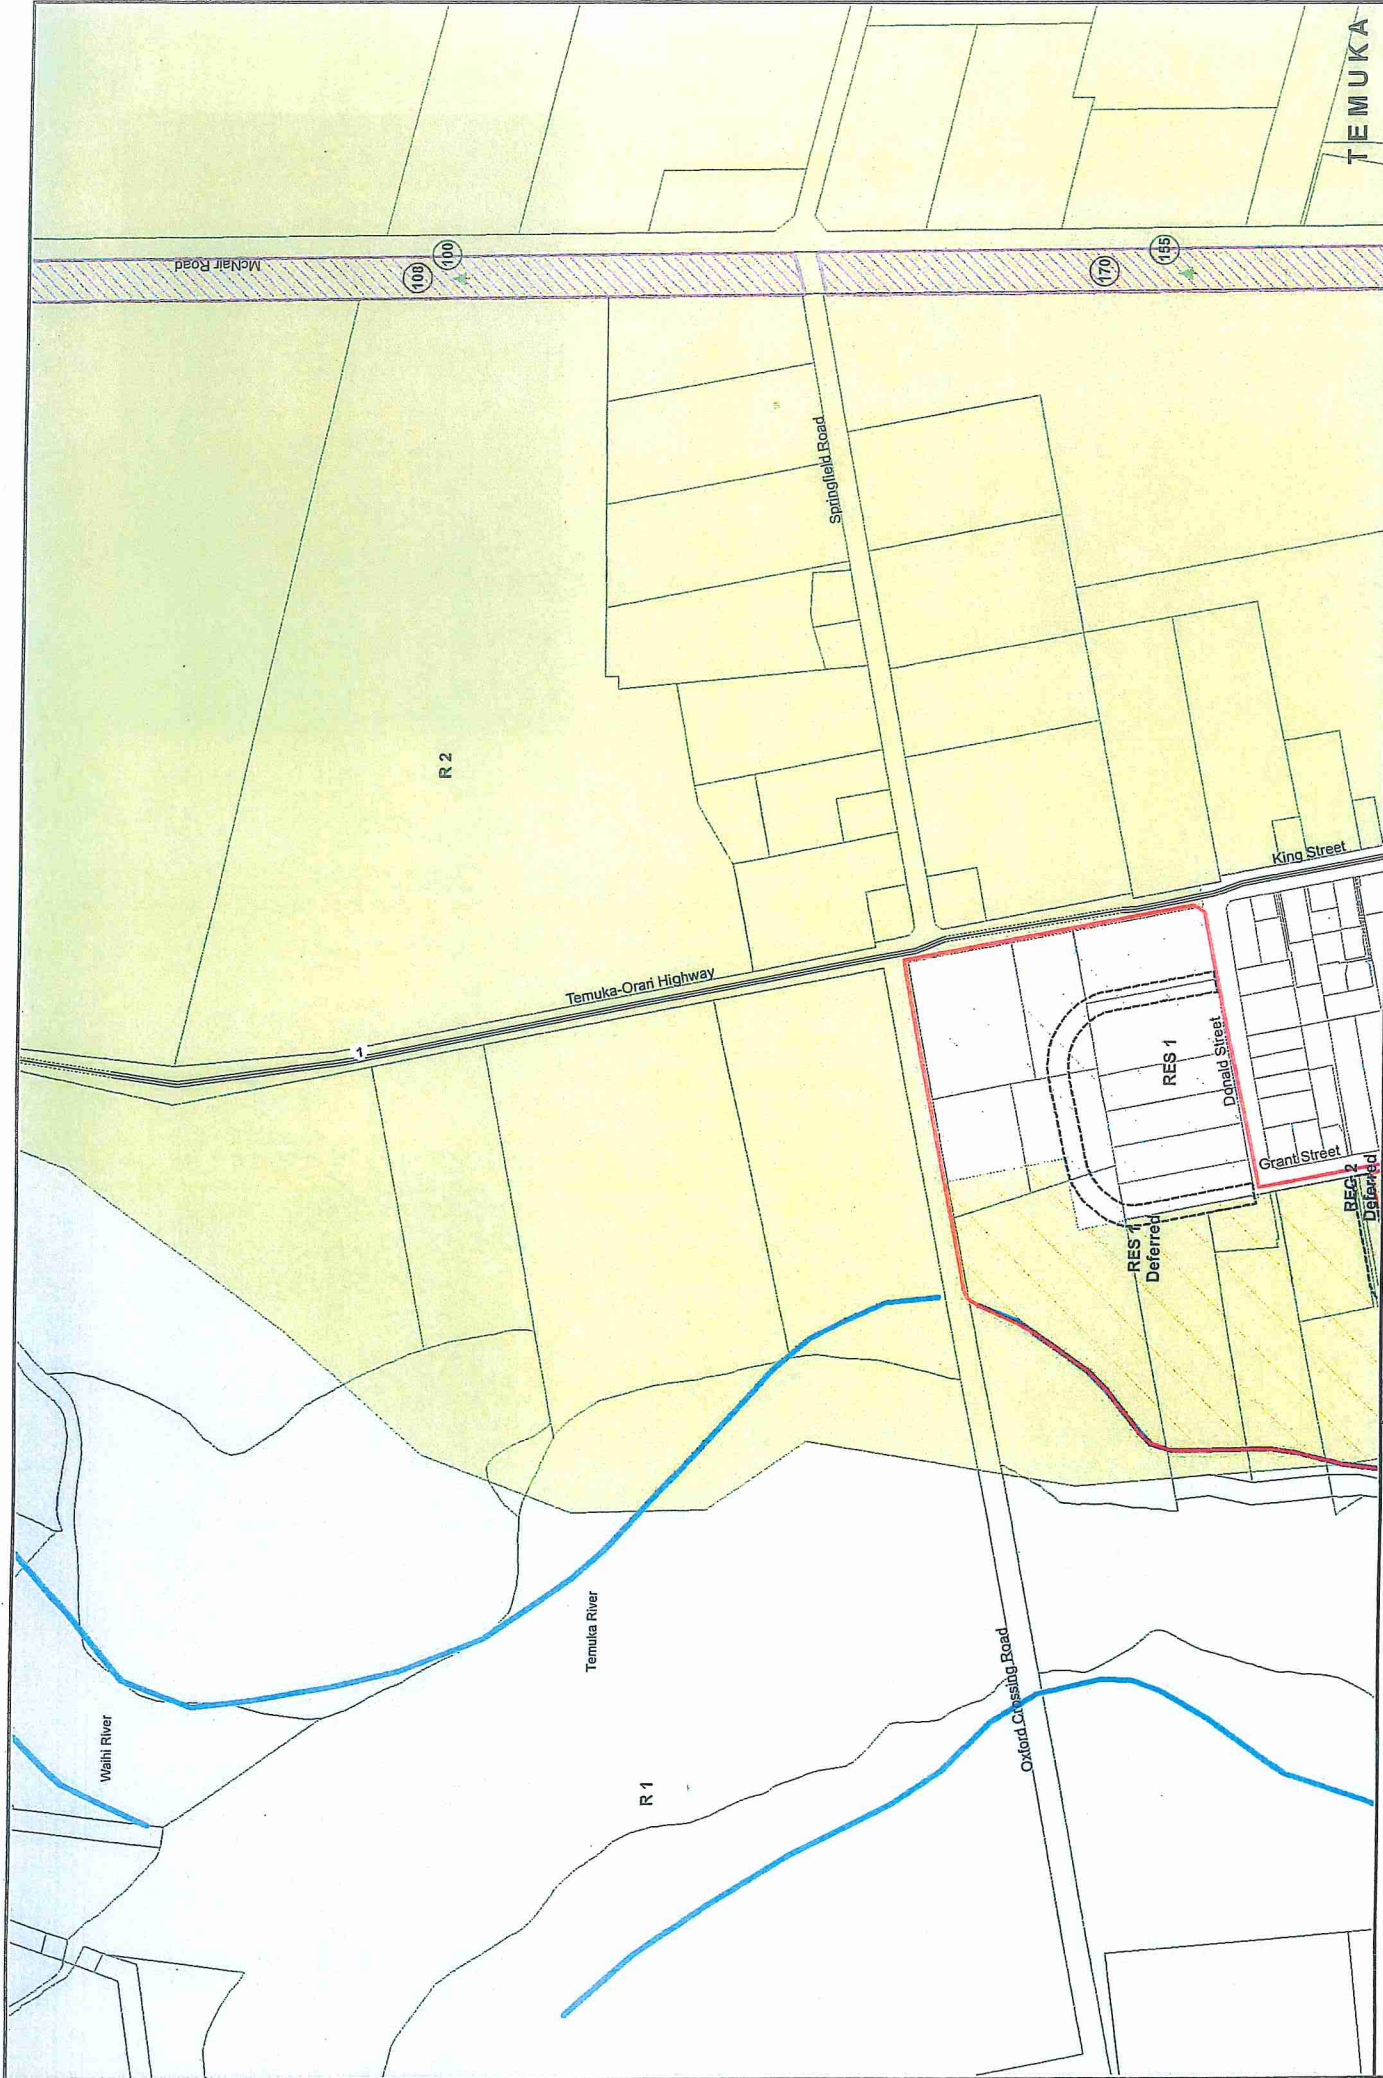 TEMUKA
McNair Road
108
100
170
155
Springfield Road
R 2
King Street
Temuka-Orari Highway
1
RES 1
Donald Street
Grant Street
REC 2
Deferred
RES 1
Deferred
Temuka River
Waihi River
Oxford Crossing Road
R 1